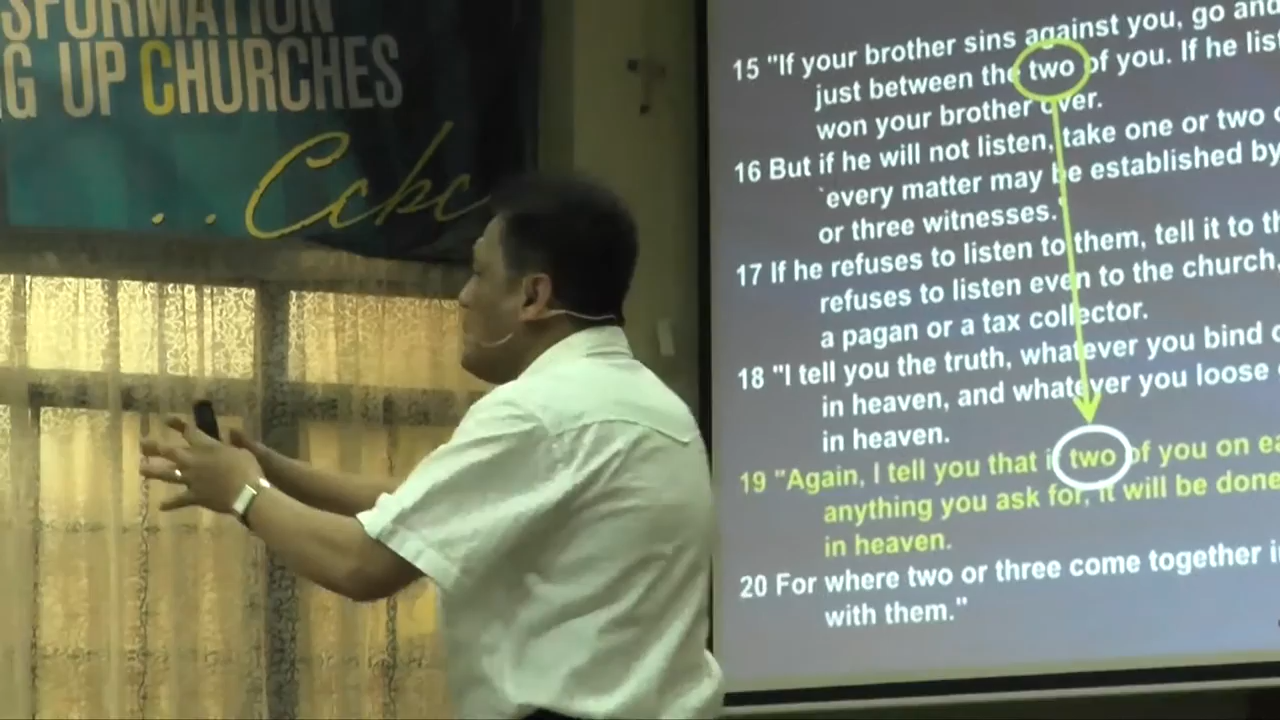 SFORMATION
G UP CHURCHES
. . Ccbc
15 "If your brother sins against you, go and
just between the two of you. If he list
won your brother over.
16 But if he will not listen, take one or two o
`every matter may be established by
or three witnesses.'
17 If he refuses to listen to them, tell it to th
refuses to listen even to the church,
a pagan or a tax collector.
18 "I tell you the truth, whatever you bind o
in heaven, and whatever you loose
in heaven.
19 "Again, I tell you that if two of you on ea
anything you ask for, it will be done
in heaven.
20 For where two or three come together i
with them."